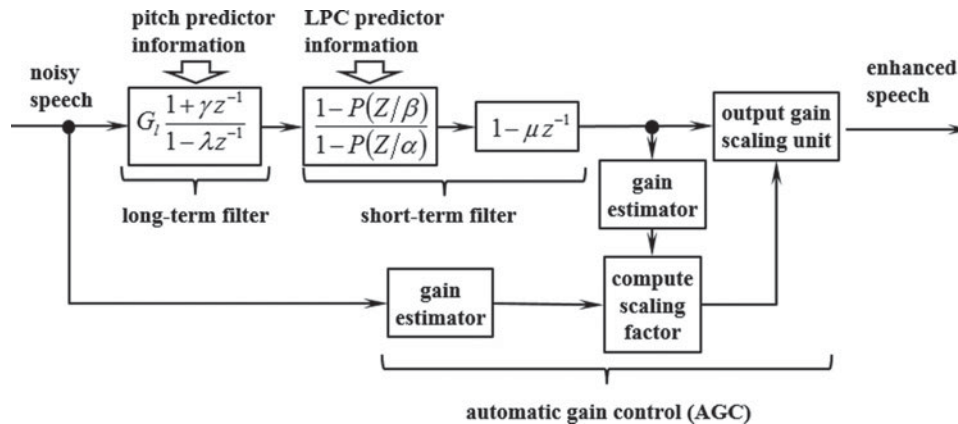 pitch predictor
information
LPC predictor
information
noisy
speech
enhanced
speech
G_l (1 + γz^{-1})/(1 − λz^{-1})
(1 − P(Z/β))/(1 − P(Z/α))
1 − μz^{-1}
output gain
scaling unit
long-term filter
short-term filter
gain
estimator
gain
estimator
compute
scaling
factor
automatic gain control (AGC)